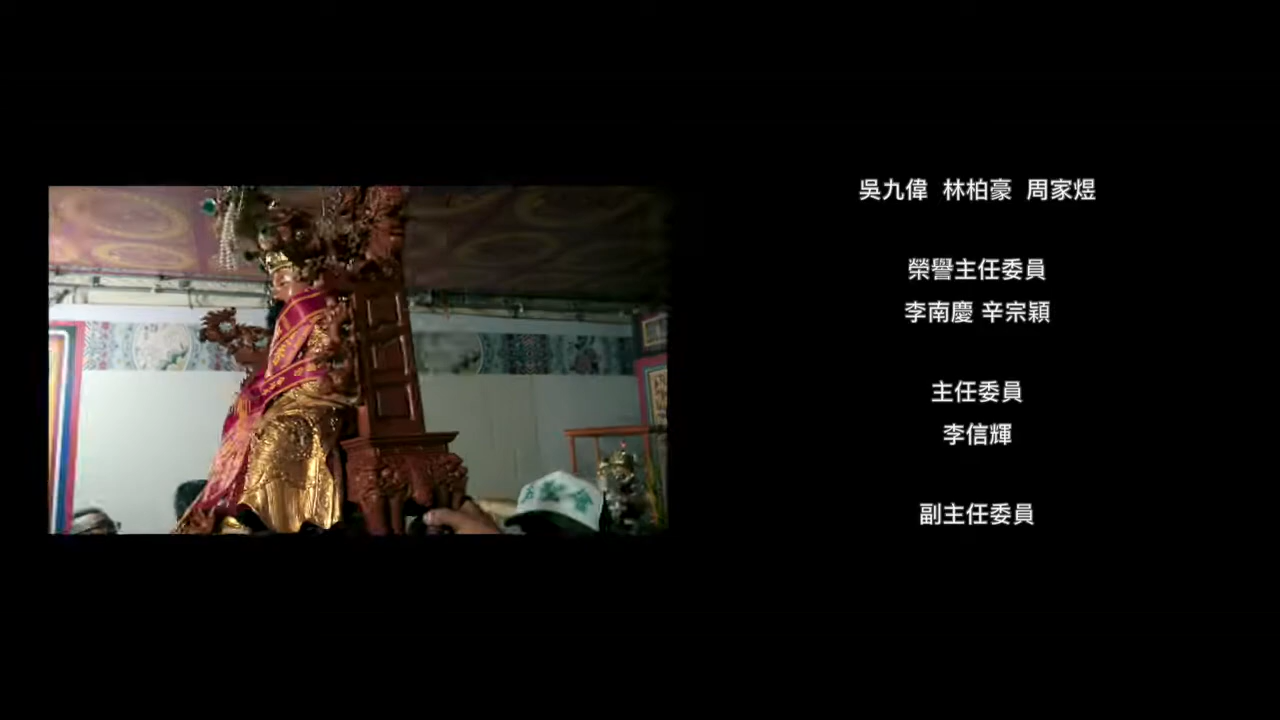 吳九偉 林柏豪 周家煜
榮譽主任委員
李南慶 辛宗穎
主任委員
李信輝
副主任委員